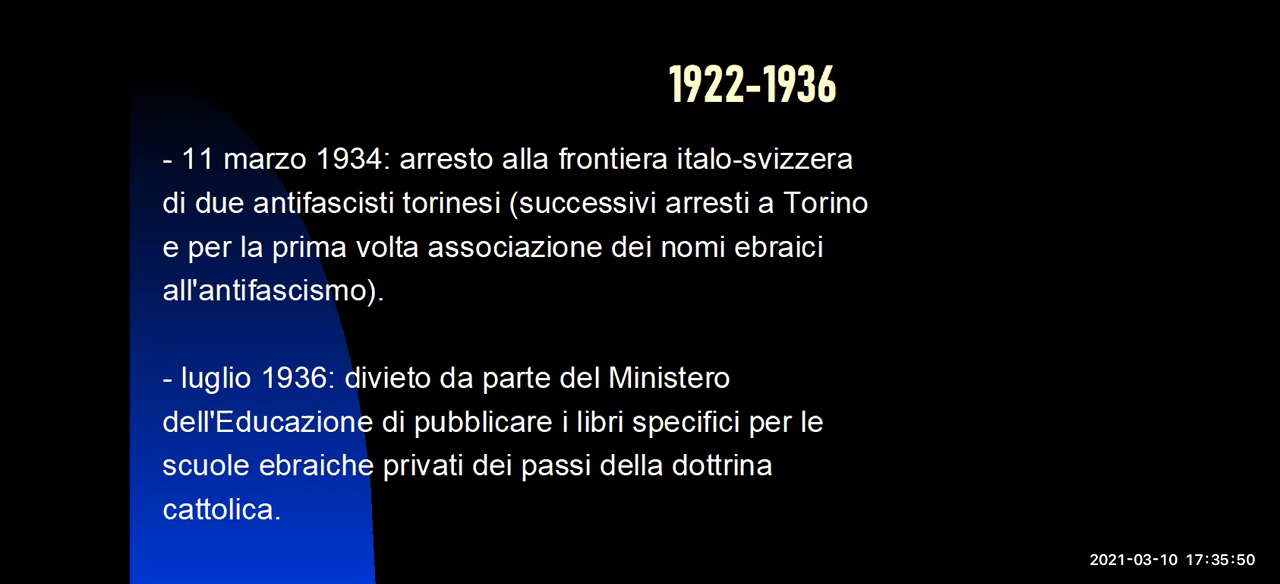 1922-1936
- 11 marzo 1934: arresto alla frontiera italo-svizzera
di due antifascisti torinesi (successivi arresti a Torino
e per la prima volta associazione dei nomi ebraici
all'antifascismo).
- luglio 1936: divieto da parte del Ministero
dell'Educazione di pubblicare i libri specifici per le
scuole ebraiche privati dei passi della dottrina
cattolica.
2021-03-10 17:35:50